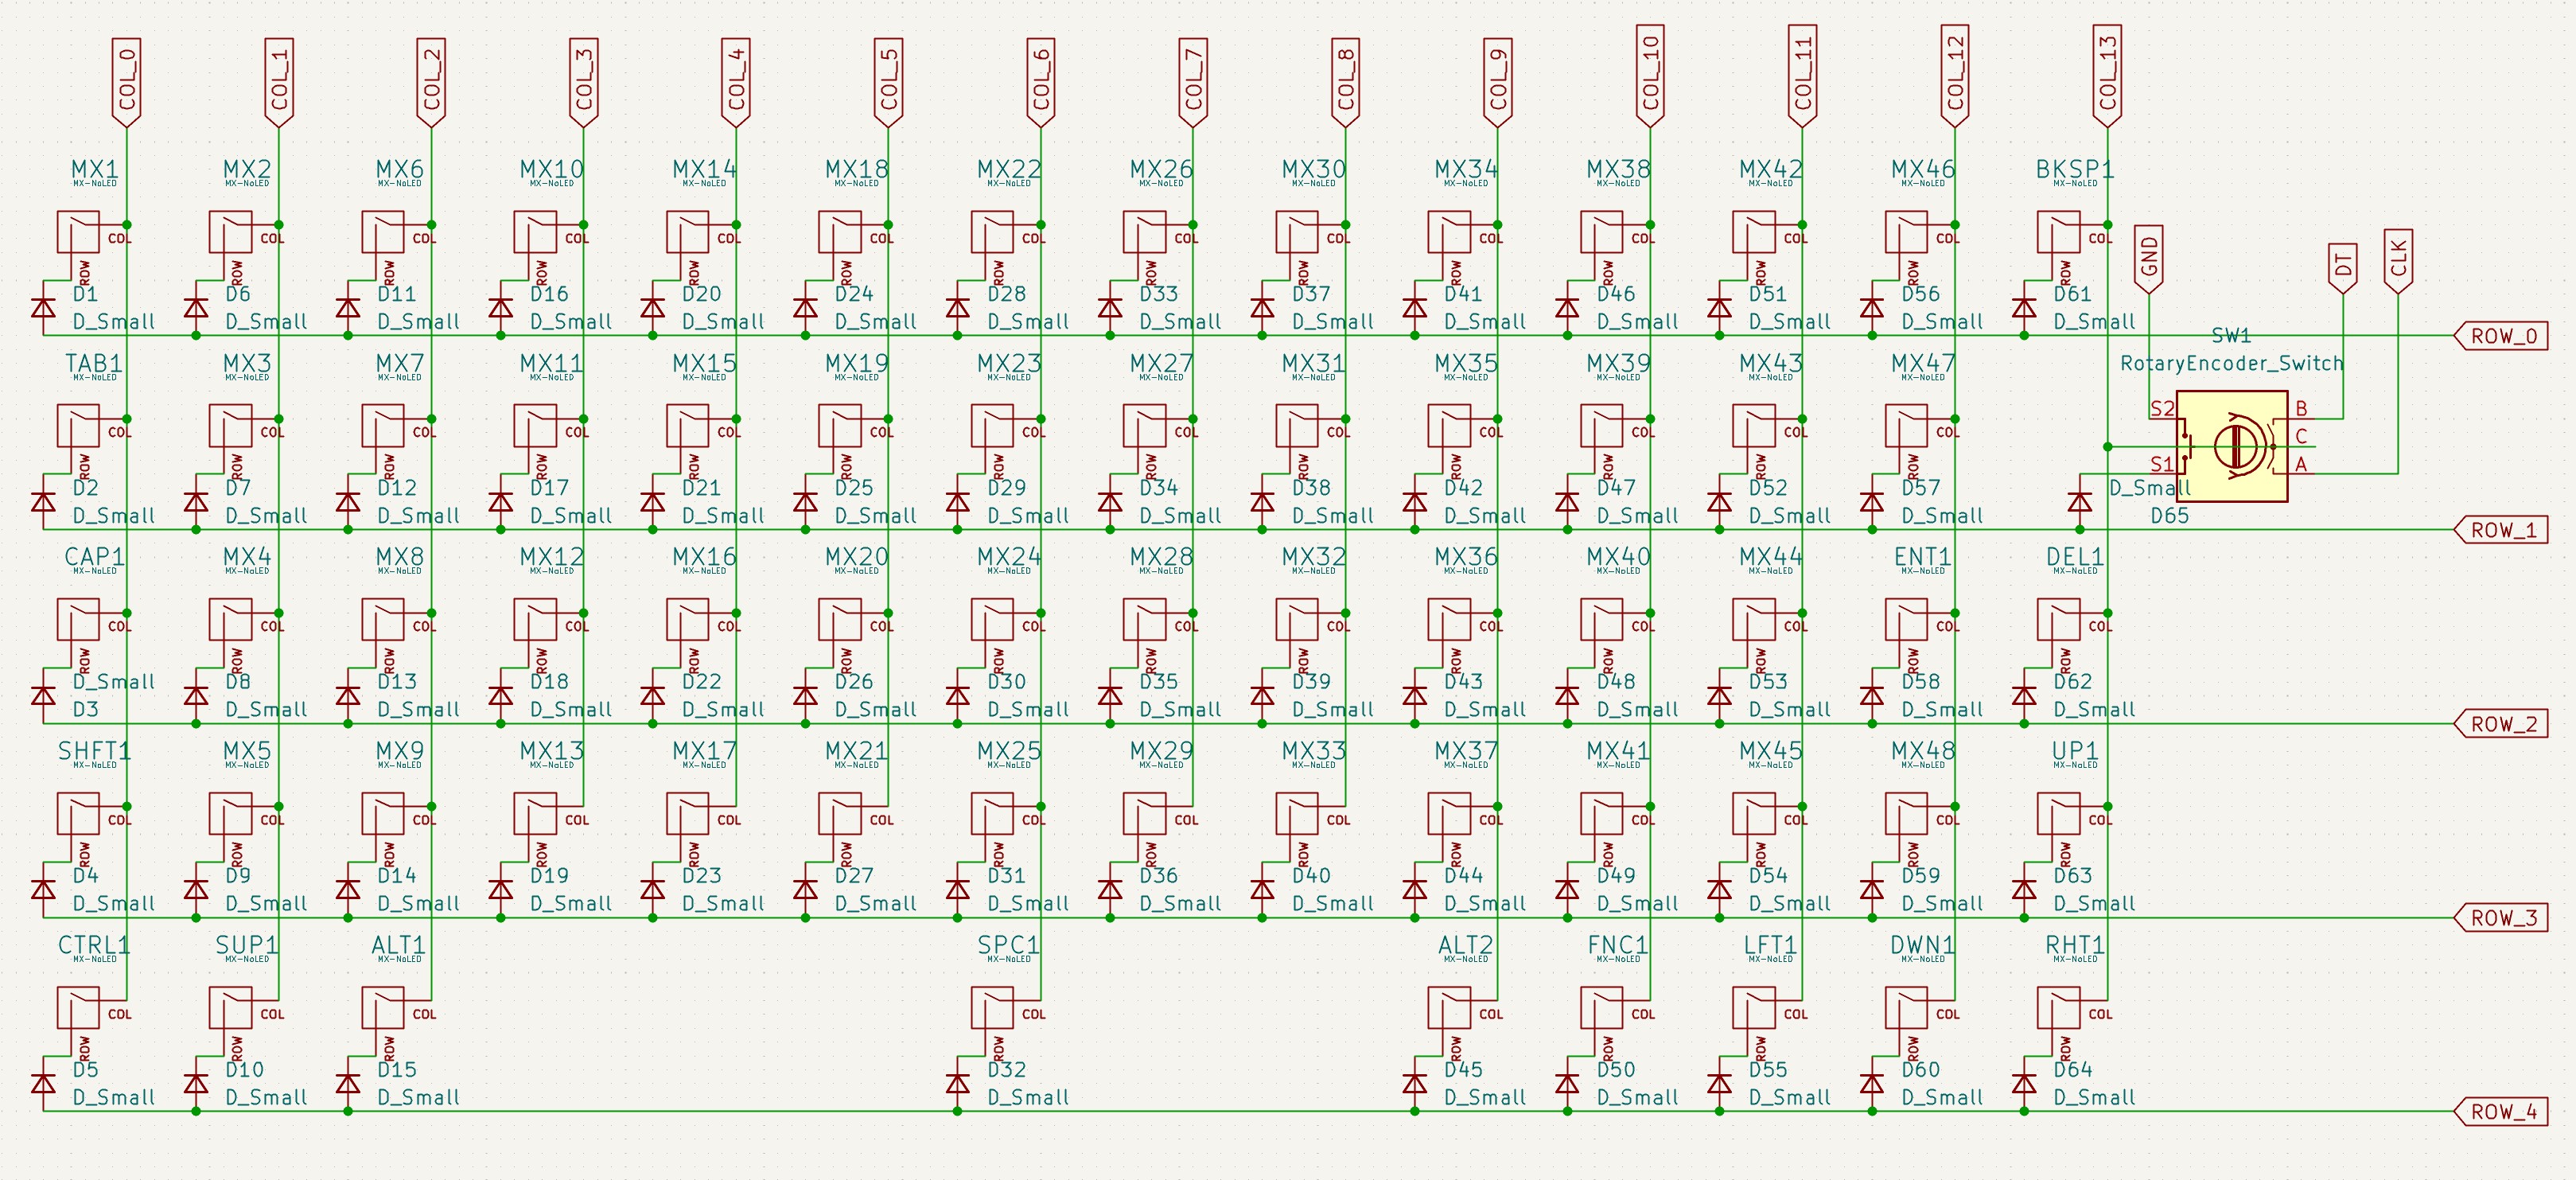 COL_0 COL_1 COL_2 COL_3 COL_4 COL_5 COL_6 COL_7 COL_8 COL_9 COL_10 COL_11 COL_12 COL_13
MX1 MX2 MX6 MX10 MX14 MX18 MX22 MX26 MX30 MX34 MX38 MX42 MX46 BKSP1
MX-NoLED MX-NoLED MX-NoLED MX-NoLED MX-NoLED MX-NoLED MX-NoLED MX-NoLED MX-NoLED MX-NoLED MX-NoLED MX-NoLED MX-NoLED MX-NoLED
COL COL COL COL COL COL COL COL COL COL COL COL COL COL
ROW ROW ROW ROW ROW ROW ROW ROW ROW ROW ROW ROW ROW ROW GND DT CLK
D1 D6 D11 D16 D20 D24 D28 D33 D37 D41 D46 D51 D56 D61
D_Small D_Small D_Small D_Small D_Small D_Small D_Small D_Small D_Small D_Small D_Small D_Small D_Small D_Small
SW1 ROW_0
TAB1 MX3 MX7 MX11 MX15 MX19 MX23 MX27 MX31 MX35 MX39 MX43 MX47 RotaryEncoder_Switch
MX-NoLED MX-NoLED MX-NoLED MX-NoLED MX-NoLED MX-NoLED MX-NoLED MX-NoLED MX-NoLED MX-NoLED MX-NoLED MX-NoLED MX-NoLED
S2 B
COL COL COL COL COL COL COL COL COL COL COL COL COL C
ROW ROW ROW ROW ROW ROW ROW ROW ROW ROW ROW ROW ROW S1 A
D2 D7 D12 D17 D21 D25 D29 D34 D38 D42 D47 D52 D57 D_Small
D_Small D_Small D_Small D_Small D_Small D_Small D_Small D_Small D_Small D_Small D_Small D_Small D_Small D65
ROW_1
CAP1 MX4 MX8 MX12 MX16 MX20 MX24 MX28 MX32 MX36 MX40 MX44 ENT1 DEL1
MX-NoLED MX-NoLED MX-NoLED MX-NoLED MX-NoLED MX-NoLED MX-NoLED MX-NoLED MX-NoLED MX-NoLED MX-NoLED MX-NoLED MX-NoLED MX-NoLED
COL COL COL COL COL COL COL COL COL COL COL COL COL COL
ROW ROW ROW ROW ROW ROW ROW ROW ROW ROW ROW ROW ROW ROW
D_Small D8 D13 D18 D22 D26 D30 D35 D39 D43 D48 D53 D58 D62
D3 D_Small D_Small D_Small D_Small D_Small D_Small D_Small D_Small D_Small D_Small D_Small D_Small D_Small
ROW_2
SHFT1 MX5 MX9 MX13 MX17 MX21 MX25 MX29 MX33 MX37 MX41 MX45 MX48 UP1
MX-NoLED MX-NoLED MX-NoLED MX-NoLED MX-NoLED MX-NoLED MX-NoLED MX-NoLED MX-NoLED MX-NoLED MX-NoLED MX-NoLED MX-NoLED MX-NoLED
COL COL COL COL COL COL COL COL COL COL COL COL COL COL
ROW ROW ROW ROW ROW ROW ROW ROW ROW ROW ROW ROW ROW ROW
D4 D9 D14 D19 D23 D27 D31 D36 D40 D44 D49 D54 D59 D63
D_Small D_Small D_Small D_Small D_Small D_Small D_Small D_Small D_Small D_Small D_Small D_Small D_Small D_Small
ROW_3
CTRL1 SUP1 ALT1 SPC1 ALT2 FNC1 LFT1 DWN1 RHT1
MX-NoLED MX-NoLED MX-NoLED MX-NoLED MX-NoLED MX-NoLED MX-NoLED MX-NoLED MX-NoLED
COL COL COL COL COL COL COL COL COL
ROW ROW ROW ROW ROW ROW ROW ROW ROW
D5 D10 D15 D32 D45 D50 D55 D60 D64
D_Small D_Small D_Small D_Small D_Small D_Small D_Small D_Small D_Small
ROW_4